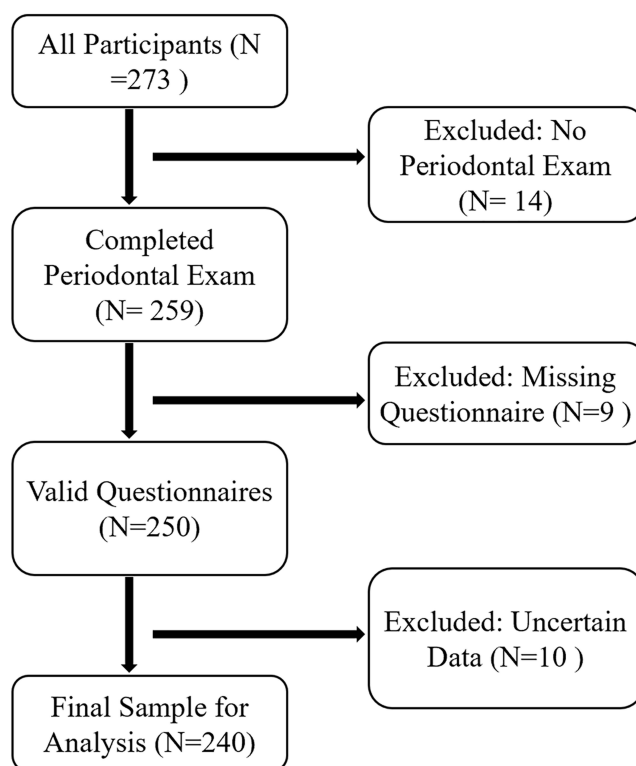 All Participants (N
=273 )
Excluded: No
Periodontal Exam
(N= 14)
Completed
Periodontal Exam
(N= 259)
Excluded: Missing
Questionnaire (N=9 )
Valid Questionnaires
(N=250)
Excluded: Uncertain
Data (N=10 )
Final Sample for
Analysis (N=240)